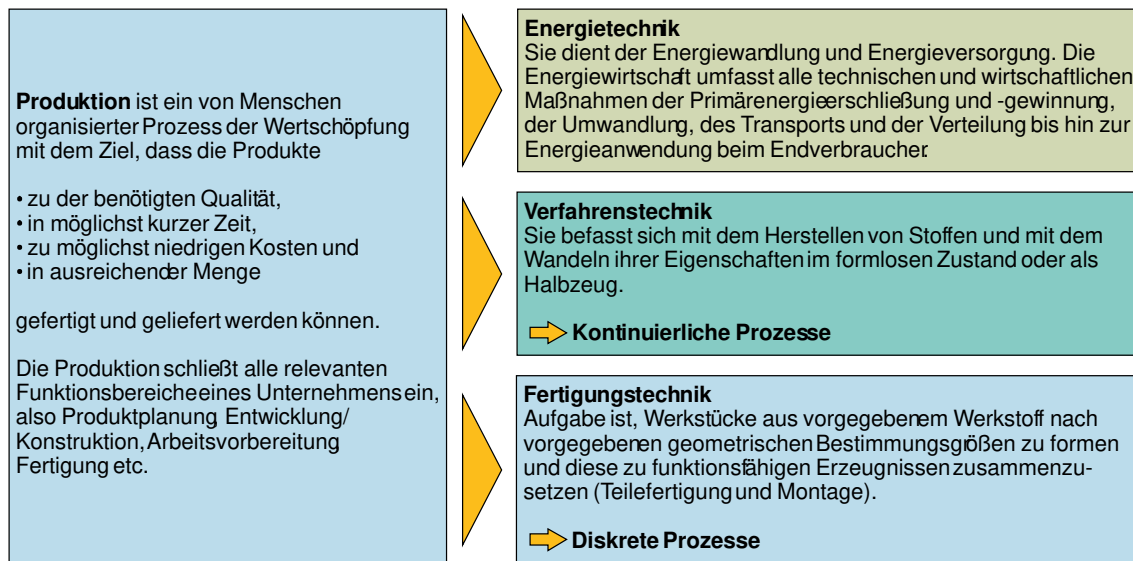 Produktion ist ein von Menschen
organisierter Prozess der Wertschöpfung
mit dem Ziel, dass die Produkte
• zu der benötigten Qualität,
• in möglichst kurzer Zeit,
• zu möglichst niedrigen Kosten und
• in ausreichender Menge
gefertigt und geliefert werden können.
Die Produktion schließt alle relevanten
Funktionsbereiche eines Unternehmens ein,
also Produktplanung, Entwicklung/
Konstruktion, Arbeitsvorbereitung,
Fertigung etc.
Energietechnik
Sie dient der Energiewandlung und Energieversorgung. Die
Energiewirtschaft umfasst alle technischen und wirtschaftlichen
Maßnahmen der Primärenergieerschließung und -gewinnung,
der Umwandlung, des Transports und der Verteilung bis hin zur
Energieanwendung beim Endverbraucher.
Verfahrenstechnik
Sie befasst sich mit dem Herstellen von Stoffen und mit dem
Wandeln ihrer Eigenschaften im formlosen Zustand oder als
Halbzeug.
Kontinuierliche Prozesse
Fertigungstechnik
Aufgabe ist, Werkstücke aus vorgegebenem Werkstoff nach
vorgegebenen geometrischen Bestimmungsgrößen zu formen
und diese zu funktionsfähigen Erzeugnissen zusammenzu-
setzen (Teilefertigung und Montage).
Diskrete Prozesse